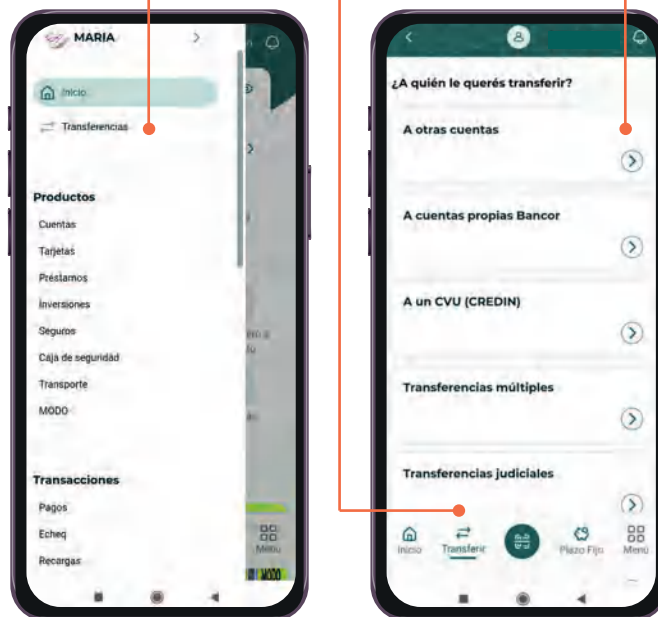 MARIA
Inicio
Transferencias
Productos
Cuentas
Tarjetas
Préstamos
Inversiones
Seguros
Caja de seguridad
Transporte
MODO
Transacciones
Pagos
Echeq
Recargas
Menú
MODO
¿A quién le querés transferir?
A otras cuentas
A cuentas propias Bancor
A un CVU (CREDIN)
Transferencias múltiples
Transferencias judiciales
Inicio
Transferir
Plazo Fijo
Menú